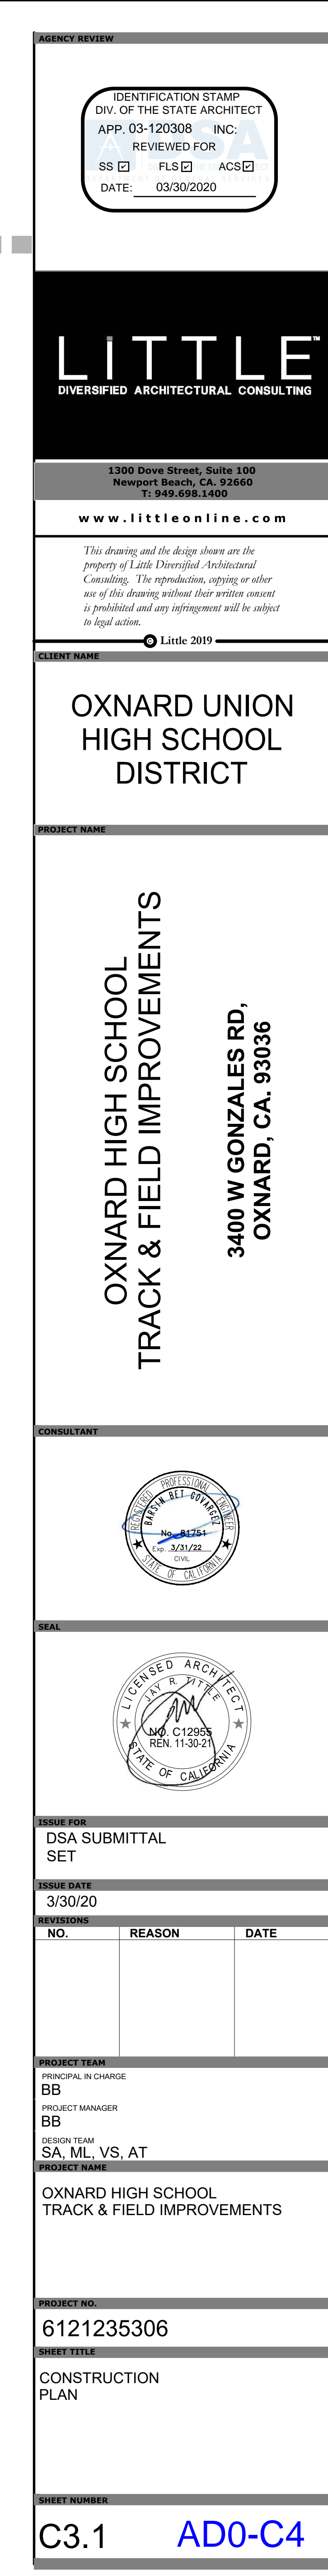 AGENCY REVIEW
IDENTIFICATION STAMP
DIV. OF THE STATE ARCHITECT
APP. 03-120308 INC:
REVIEWED FOR
SS ☑ FLS ☑ ACS ☑
DATE: 03/30/2020
LiTTLE
DIVERSIFIED ARCHITECTURAL CONSULTING
1300 Dove Street, Suite 100
Newport Beach, CA. 92660
T: 949.698.1400
www.littleonline.com
This drawing and the design shown are the
property of Little Diversified Architectural
Consulting. The reproduction, copying or other
use of this drawing without their written consent
is prohibited and any infringement will be subject
to legal action.
© Little 2019
CLIENT NAME
OXNARD UNION
HIGH SCHOOL
DISTRICT
PROJECT NAME
OXNARD HIGH SCHOOL
TRACK & FIELD IMPROVEMENTS
3400 W GONZALES RD,
OXNARD, CA. 93036
CONSULTANT
REGISTERED PROFESSIONAL ENGINEER
BARSIN BET GOVARGEZ
No. 81751
Exp. 3/31/22
CIVIL
STATE OF CALIFORNIA
SEAL
LICENSED ARCHITECT
JAY R. TITTLE
NO. C12955
REN. 11-30-21
STATE OF CALIFORNIA
ISSUE FOR
DSA SUBMITTAL
SET
ISSUE DATE
3/30/20
REVISIONS
NO. REASON DATE
PROJECT TEAM
PRINCIPAL IN CHARGE
BB
PROJECT MANAGER
BB
DESIGN TEAM
SA, ML, VS, AT
PROJECT NAME
OXNARD HIGH SCHOOL
TRACK & FIELD IMPROVEMENTS
PROJECT NO.
6121235306
SHEET TITLE
CONSTRUCTION
PLAN
SHEET NUMBER
C3.1 AD0-C4